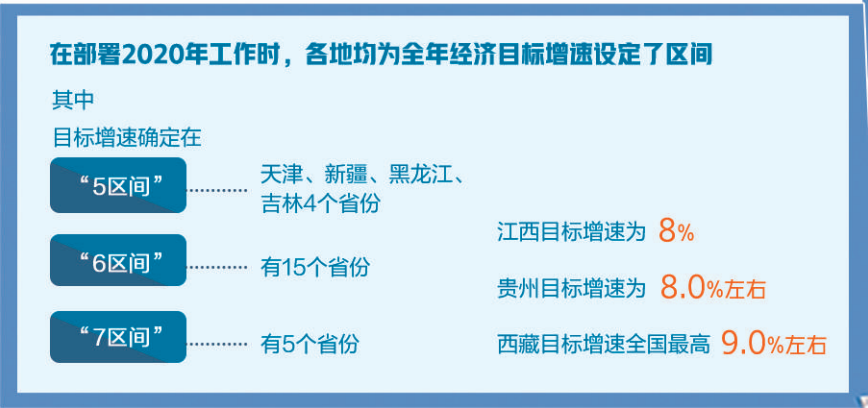 在部署2020年工作时，各地均为全年经济目标增速设定了区间
其中
目标增速确定在
“5区间”
天津、新疆、黑龙江、
吉林4个省份
“6区间”
有15个省份
“7区间”
有5个省份
江西目标增速为 8%
贵州目标增速为 8.0%左右
西藏目标增速全国最高 9.0%左右